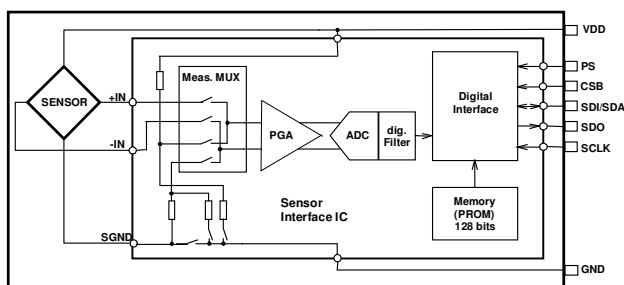 VDD
Meas. MUX
PS
SENSOR
+IN
CSB
Digital
Interface
SDI/SDA
PGA
ADC
dig.
Filter
SDO
-IN
SCLK
Sensor
Interface IC
Memory
(PROM)
128 bits
SGND
GND